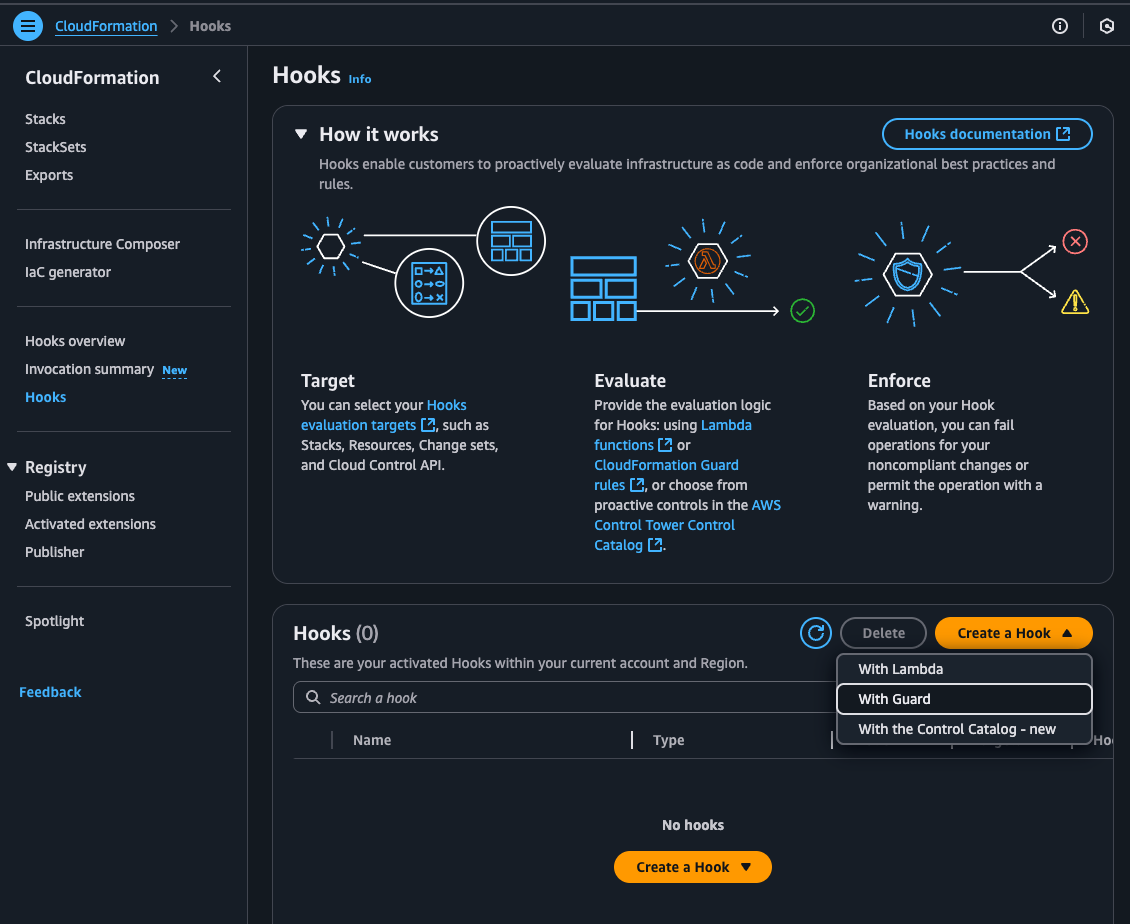 CloudFormation
Hooks
CloudFormation
Stacks
StackSets
Exports
Infrastructure Composer
IaC generator
Hooks overview
Invocation summary New
Hooks
Registry
Public extensions
Activated extensions
Publisher
Spotlight
Feedback
Hooks Info
How it works
Hooks documentation
Hooks enable customers to proactively evaluate infrastructure as code and enforce organizational best practices and
rules.
Target
You can select your Hooks
evaluation targets , such as
Stacks, Resources, Change sets,
and Cloud Control API.
Evaluate
Provide the evaluation logic
for Hooks: using Lambda
functions or
CloudFormation Guard
rules , or choose from
proactive controls in the AWS
Control Tower Control
Catalog .
Enforce
Based on your Hook
evaluation, you can fail
operations for your
noncompliant changes or
permit the operation with a
warning.
Hooks (0)
Delete
Create a Hook
These are your activated Hooks within your current account and Region.
With Lambda
With Guard
With the Control Catalog - new
Search a hook
Name
Type
No hooks
Create a Hook